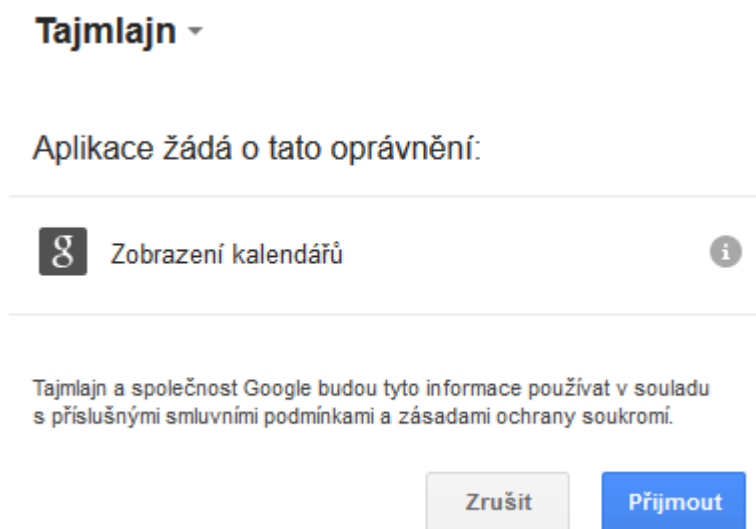 Tajmlajn
Aplikace žádá o tato oprávnění:
g Zobrazení kalendářů i
Tajmlajn a společnost Google budou tyto informace používat v souladu
s příslušnými smluvními podmínkami a zásadami ochrany soukromí.
Zrušit Přijmout